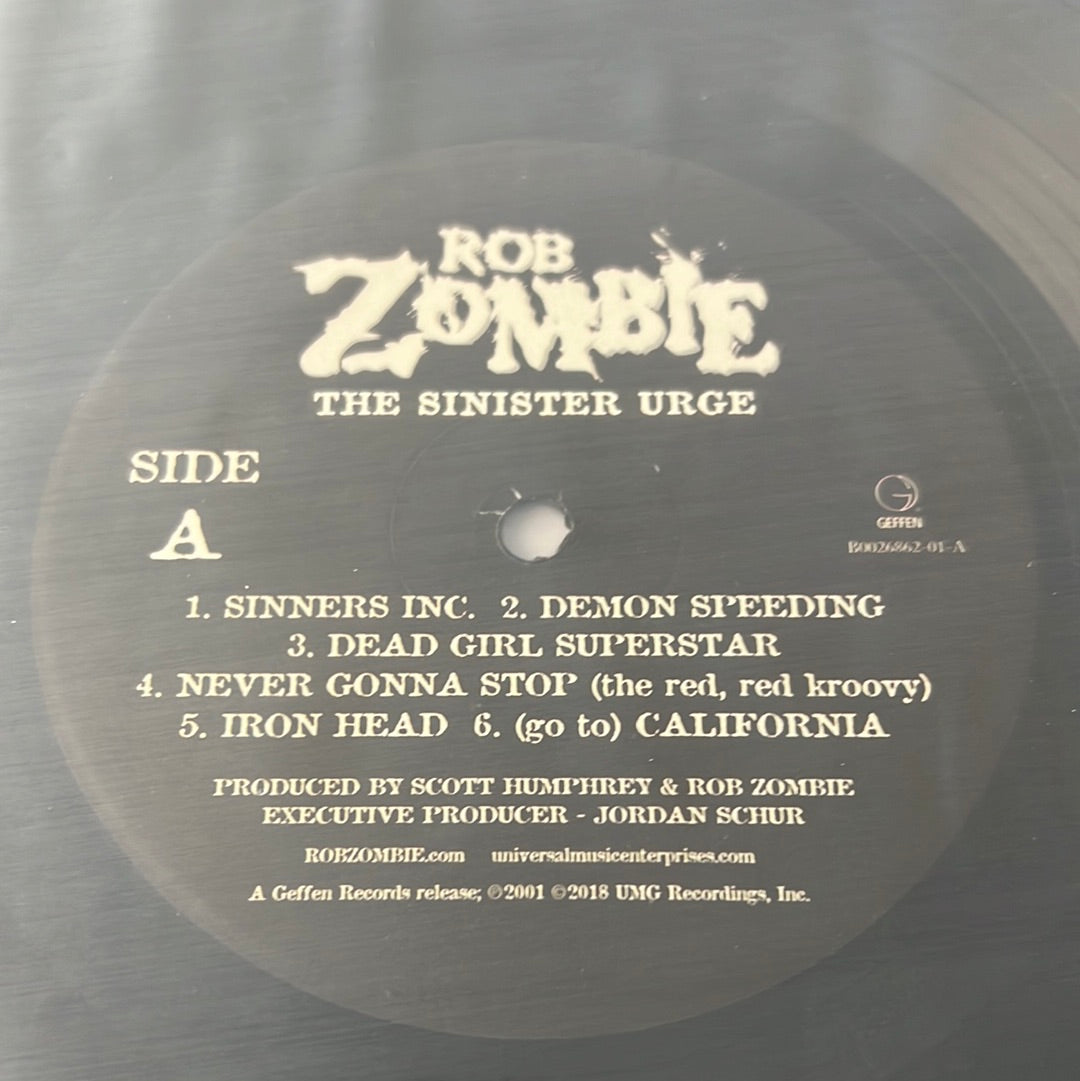 ROB
ZOMBIE
THE SINISTER URGE
SIDE
A
GEFFEN
B0026862-01-A
1. SINNERS INC. 2. DEMON SPEEDING
3. DEAD GIRL SUPERSTAR
4. NEVER GONNA STOP (the red, red kroovy)
5. IRON HEAD 6. (go to) CALIFORNIA
PRODUCED BY SCOTT HUMPHREY & ROB ZOMBIE
EXECUTIVE PRODUCER - JORDAN SCHUR
ROBZOMBIE.com universalmusicenterprises.com
A Geffen Records release; ℗2001 ©2018 UMG Recordings, Inc.